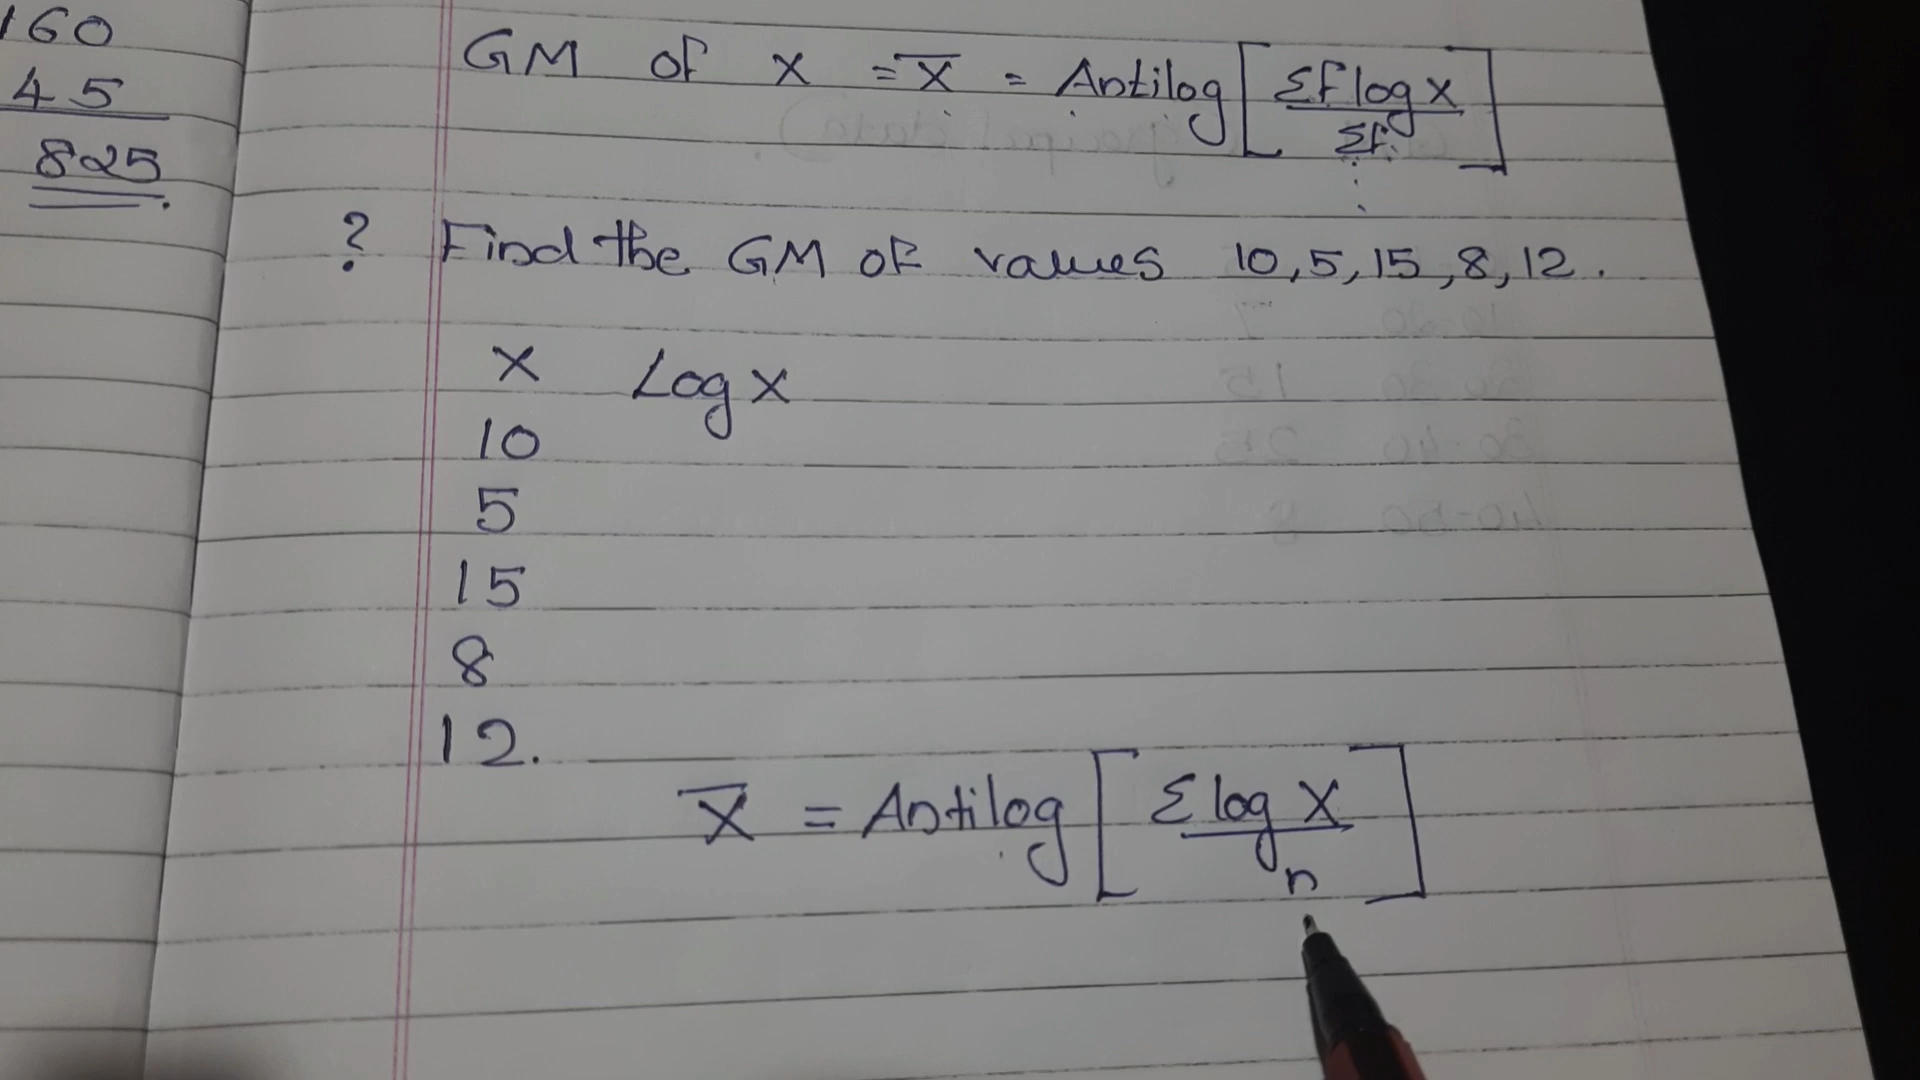 160
45
825.
GM of x = x̄ = Antilog [Σf log x / Σf]
? Find the GM of values 10, 5, 15, 8, 12.
x Log x
10
5
15
8
12.
x̄ = Antilog [Σ log x / n]